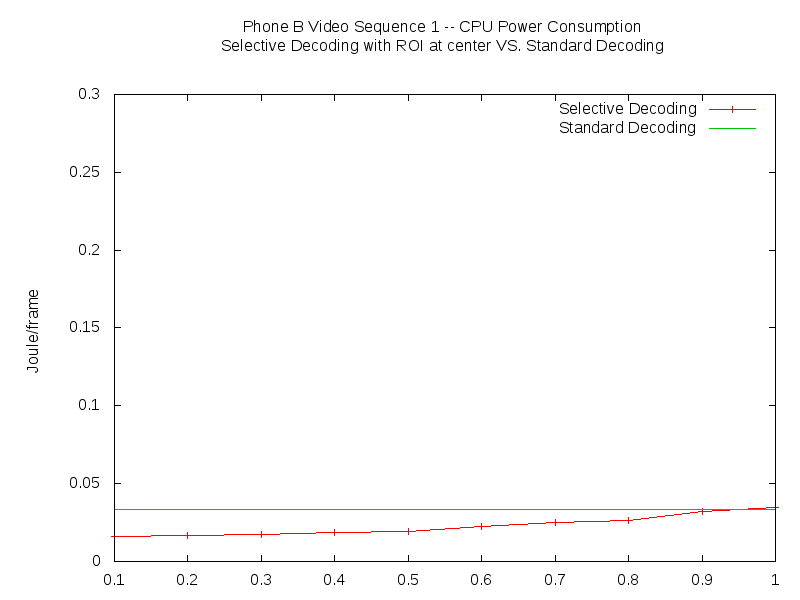 Phone B Video Sequence 1 -- CPU Power Consumption
Selective Decoding with ROI at center VS. Standard Decoding
Selective Decoding
Standard Decoding
0.3
0.25
0.2
0.15
0.1
0.05
0
Joule/frame
0.1 0.2 0.3 0.4 0.5 0.6 0.7 0.8 0.9 1